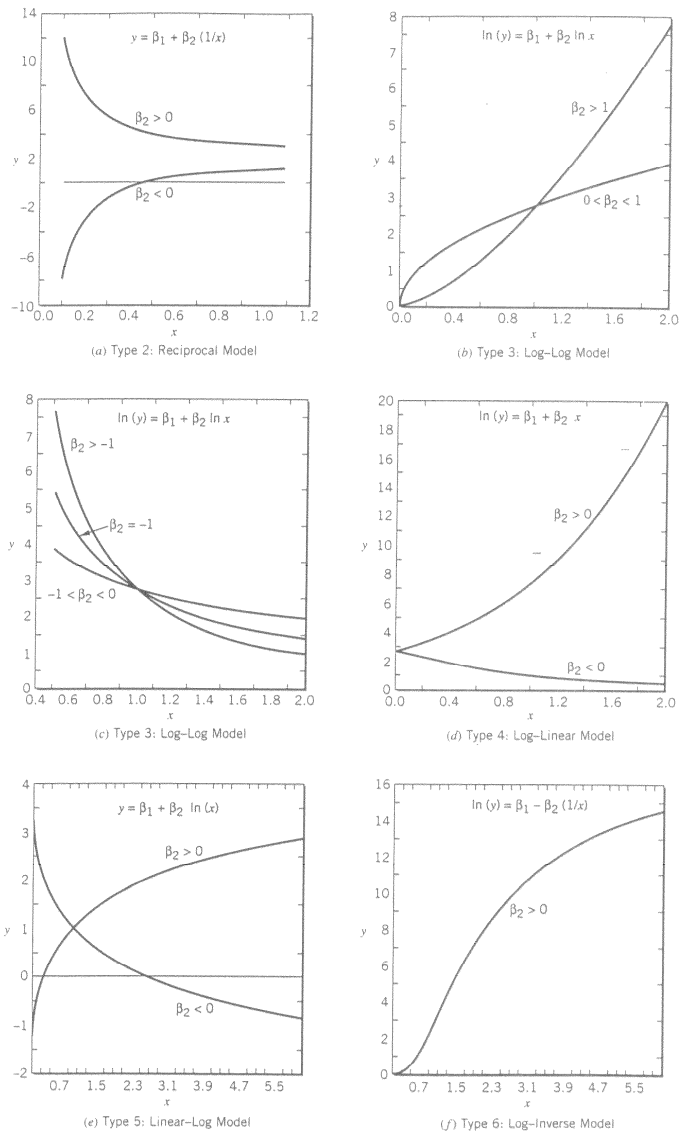 14
10
6
y 2
−2
−6
−10
y = β₁ + β₂ (1/x)
β₂ > 0
β₂ < 0
0.0 0.2 0.4 0.6 0.8 1.0 1.2
x
(a) Type 2: Reciprocal Model
8
7
6
5
y 4
3
2
1
0
ln (y) = β₁ + β₂ ln x
β₂ > 1
0 < β₂ < 1
0.0 0.4 0.8 1.2 1.6 2.0
x
(b) Type 3: Log–Log Model
8
7
6
5
y 4
3
2
1
0
ln (y) = β₁ + β₂ ln x
β₂ > −1
β₂ = −1
−1 < β₂ < 0
0.4 0.6 0.8 1.0 1.2 1.4 1.6 1.8 2.0
x
(c) Type 3: Log–Log Model
20
18
16
14
12
y 10
8
6
4
2
0
ln (y) = β₁ + β₂ x
β₂ > 0
β₂ < 0
0.0 0.4 0.8 1.2 1.6 2.0
x
(d) Type 4: Log–Linear Model
4
3
2
y 1
0
−1
−2
y = β₁ + β₂ ln (x)
β₂ > 0
β₂ < 0
0.7 1.5 2.3 3.1 3.9 4.7 5.5
x
(e) Type 5: Linear–Log Model
16
14
12
10
y 8
6
4
2
0
ln (y) = β₁ − β₂ (1/x)
β₂ > 0
0.7 1.5 2.3 3.1 3.9 4.7 5.5
x
(f) Type 6: Log–Inverse Model